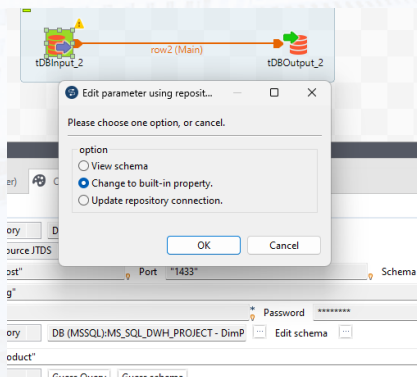 row2 (Main)
tDBInput_2
tDBOutput_2
Edit parameter using reposit...
Please choose one option, or cancel.
option
View schema
Change to built-in property.
Update repository connection.
OK
Cancel
ource JTDS
ost"
Port "1433"
Schema
g"
* Password ********
ory DB (MSSQL):MS_SQL_DWH_PROJECT - DimP ... Edit schema ...
oduct"
Guess Query Guess schema